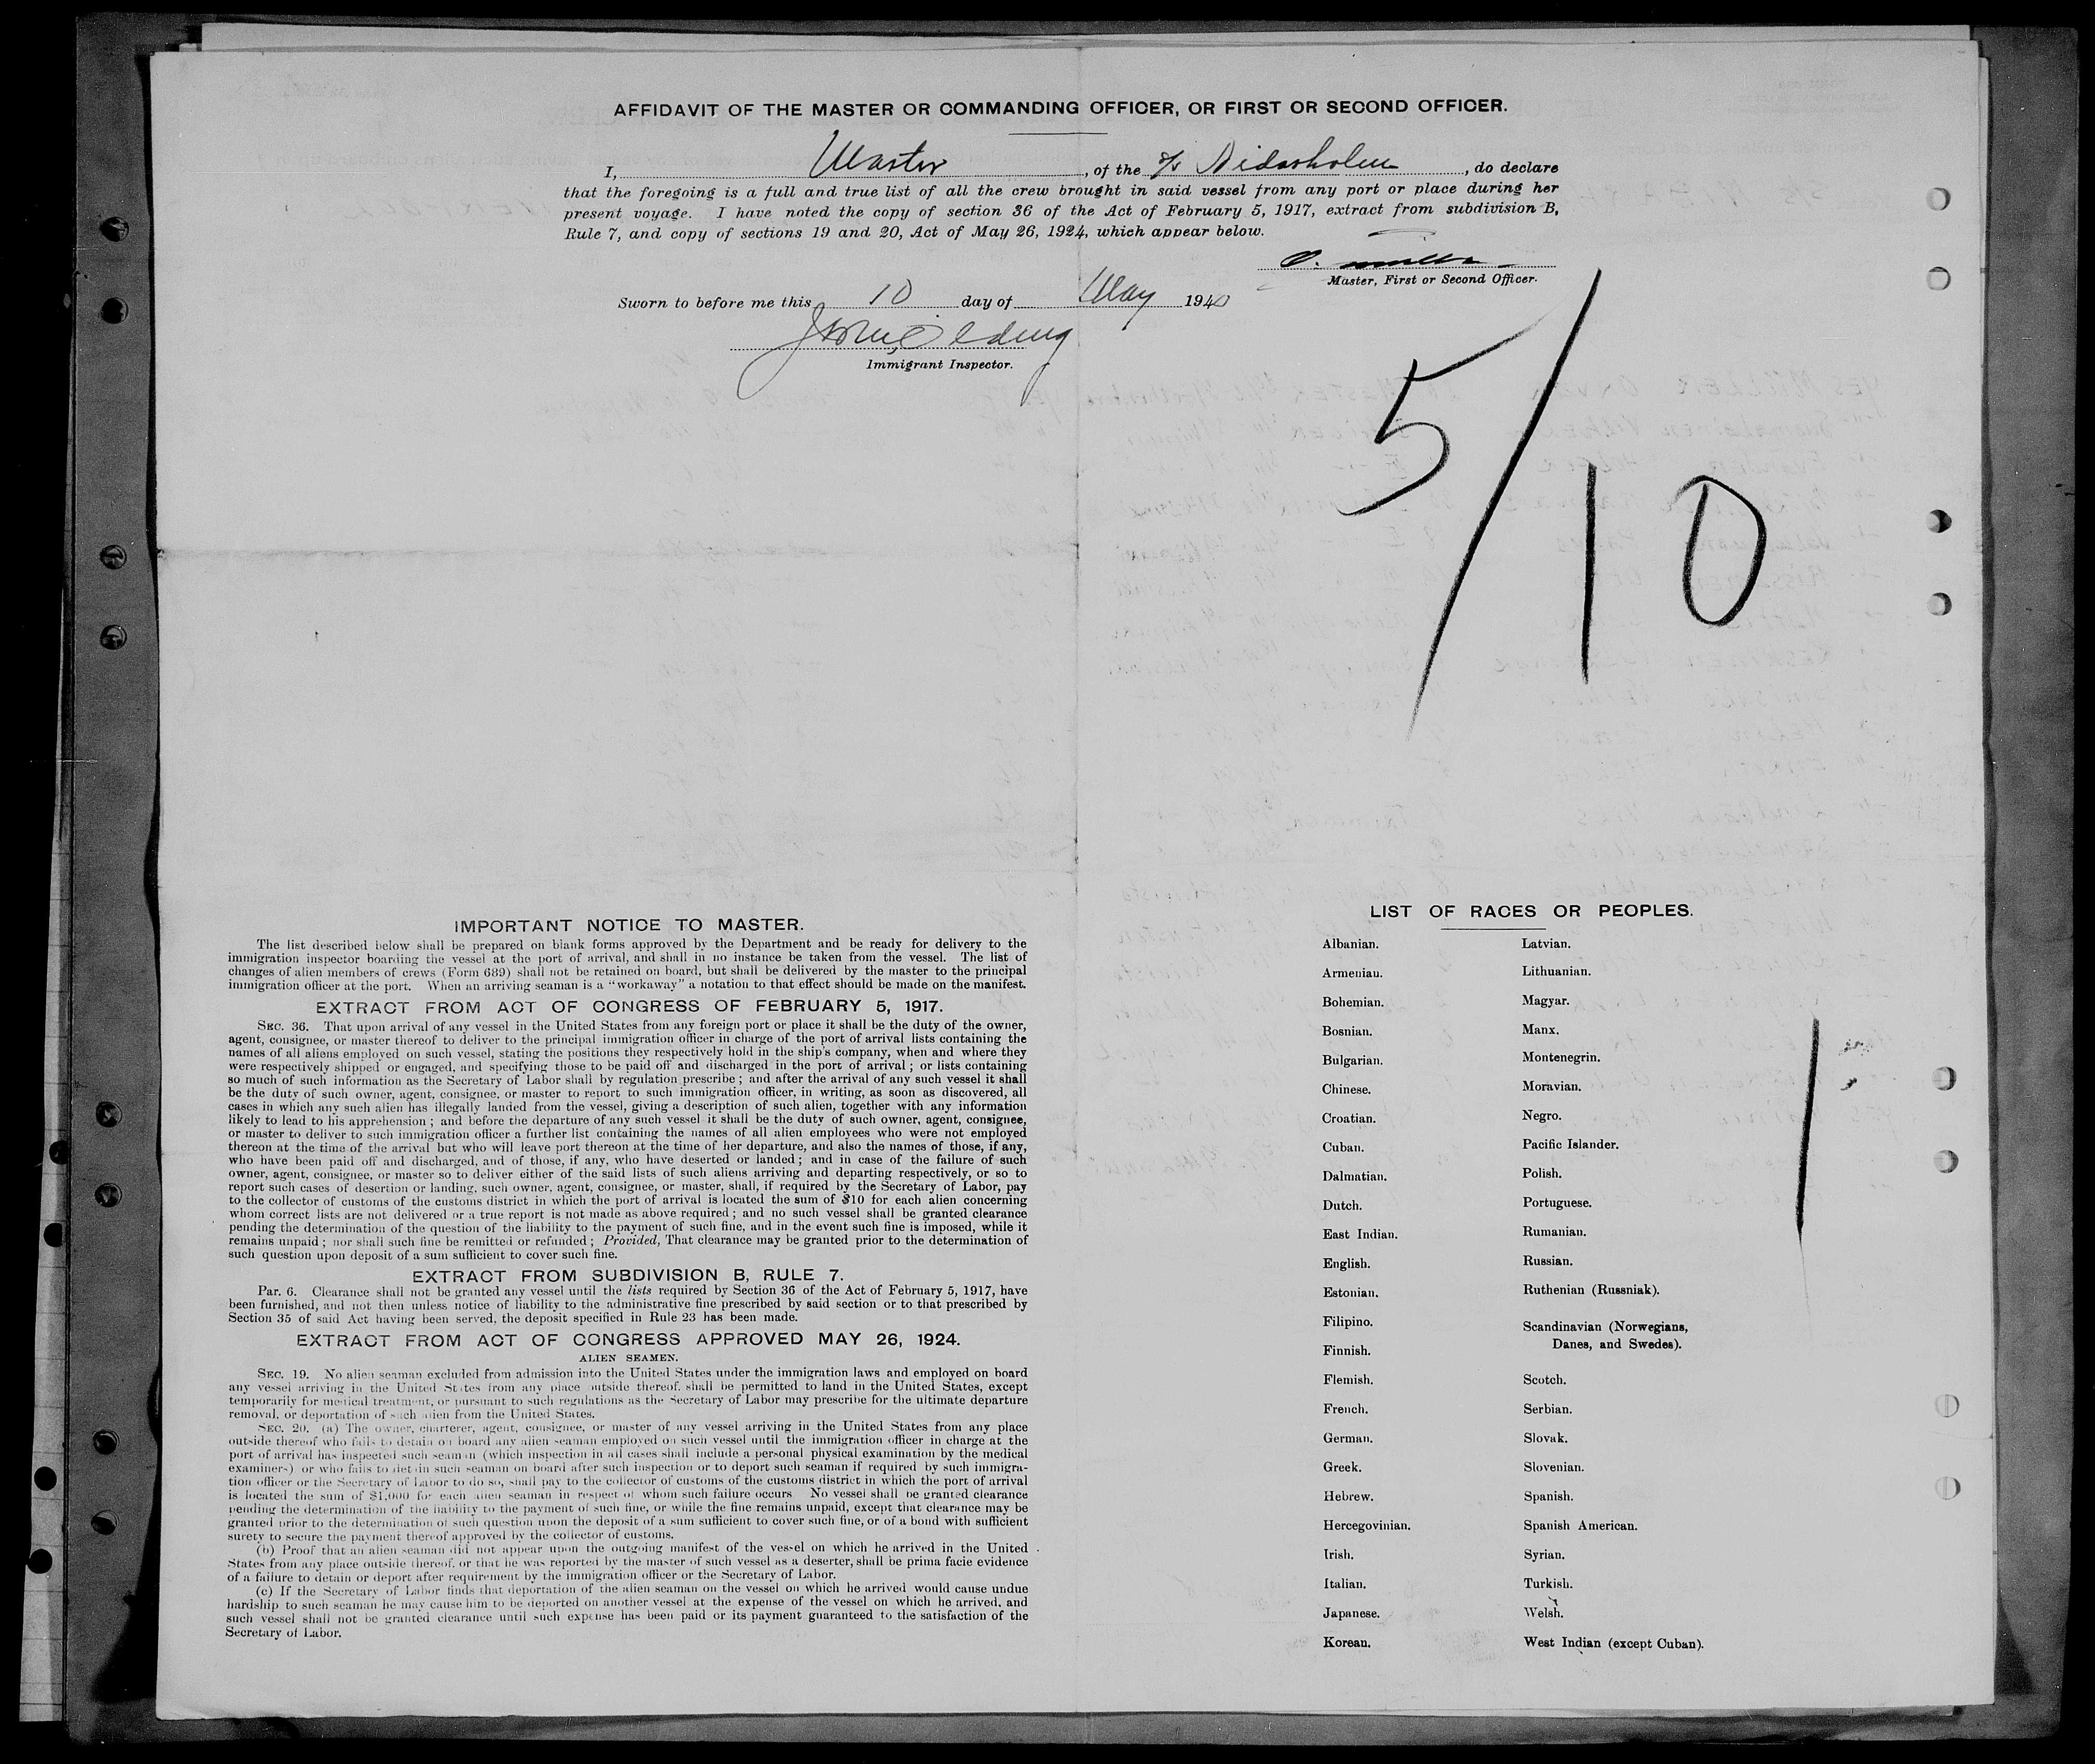 AFFIDAVIT OF THE MASTER OR COMMANDING OFFICER, OR FIRST OR SECOND OFFICER.
I, Master, of the S/S Nidarholm, do declare
that the foregoing is a full and true list of all the crew brought in said vessel from any port or place during her
present voyage. I have noted the copy of section 36 of the Act of February 5, 1917, extract from subdivision B,
Rule 7, and copy of sections 19 and 20, Act of May 26, 1924, which appear below.
O.
Master, First or Second Officer.
Sworn to before me this 10 day of May 1940
Immigrant Inspector.
5/10
IMPORTANT NOTICE TO MASTER.
The list described below shall be prepared on blank forms approved by the Department and be ready for delivery to the
immigration inspector boarding the vessel at the port of arrival, and shall in no instance be taken from the vessel. The list of
changes of alien members of crews (Form 689) shall not be retained on board, but shall be delivered by the master to the principal
immigration officer at the port. When an arriving seaman is a "workaway" a notation to that effect should be made on the manifest.
EXTRACT FROM ACT OF CONGRESS OF FEBRUARY 5, 1917.
SEC. 36. That upon arrival of any vessel in the United States from any foreign port or place it shall be the duty of the owner,
agent, consignee, or master thereof to deliver to the principal immigration officer in charge of the port of arrival lists containing the
names of all aliens employed on such vessel, stating the positions they respectively hold in the ship's company, when and where they
were respectively shipped or engaged, and specifying those to be paid off and discharged in the port of arrival; or lists containing
so much of such information as the Secretary of Labor shall by regulation prescribe; and after the arrival of any such vessel it shall
be the duty of such owner, agent, consignee, or master to report to such immigration officer, in writing, as soon as discovered, all
cases in which any such alien has illegally landed from the vessel, giving a description of such alien, together with any information
likely to lead to his apprehension; and before the departure of any such vessel it shall be the duty of such owner, agent, consignee,
or master to deliver to such immigration officer a further list containing the names of all alien employees who were not employed
thereon at the time of the arrival but who will leave port thereon at the time of her departure, and also the names of those, if any,
who have been paid off and discharged, and of those, if any, who have deserted or landed; and in case of the failure of such
owner, agent, consignee, or master so to deliver either of the said lists of such aliens arriving and departing respectively, or so to
report such cases of desertion or landing, such owner, agent, consignee, or master, shall, if required by the Secretary of Labor, pay
to the collector of customs of the customs district in which the port of arrival is located the sum of $10 for each alien concerning
whom correct lists are not delivered or a true report is not made as above required; and no such vessel shall be granted clearance
pending the determination of the question of the liability to the payment of such fine, and in the event such fine is imposed, while it
remains unpaid; nor shall such fine be remitted or refunded; Provided, That clearance may be granted prior to the determination of
such question upon deposit of a sum sufficient to cover such fine.
EXTRACT FROM SUBDIVISION B, RULE 7.
Par. 6. Clearance shall not be granted any vessel until the lists required by Section 36 of the Act of February 5, 1917, have
been furnished, and not then unless notice of liability to the administrative fine prescribed by said section or to that prescribed by
Section 35 of said Act having been served, the deposit specified in Rule 23 has been made.
EXTRACT FROM ACT OF CONGRESS APPROVED MAY 26, 1924.
ALIEN SEAMEN.
SEC. 19. No alien seaman excluded from admission into the United States under the immigration laws and employed on board
any vessel arriving in the United States from any place outside thereof, shall be permitted to land in the United States, except
temporarily for medical treatment, or pursuant to such regulations as the Secretary of Labor may prescribe for the ultimate departure
removal, or deportation of such alien from the United States.
SEC. 20. (a) The owner, charterer, agent, consignee, or master of any vessel arriving in the United States from any place
outside thereof who fails to detain on board any alien seaman employed on such vessel until the immigration officer in charge at the
port of arrival has inspected such seaman (which inspection in all cases shall include a personal physical examination by the medical
examiners) or who fails to detain such seaman on board after such inspection or to deport such seaman if required by such immigra-
tion officer or the Secretary of Labor to do so, shall pay to the collector of customs of the customs district in which the port of arrival
is located the sum of $1,000 for each alien seaman in respect of whom such failure occurs No vessel shall be granted clearance
pending the determination of the liability to the payment of such fine, or while the fine remains unpaid, except that clearance may be
granted prior to the determination of such question upon the deposit of a sum sufficient to cover such fine, or of a bond with sufficient
surety to secure the payment thereof approved by the collector of customs.
(b) Proof that an alien seaman did not appear upon the outgoing manifest of the vessel on which he arrived in the United
States from any place outside thereof, or that he was reported by the master of such vessel as a deserter, shall be prima facie evidence
of a failure to detain or deport after requirement by the immigration officer or the Secretary of Labor.
(c) If the Secretary of Labor finds that deportation of the alien seaman on the vessel on which he arrived would cause undue
hardship to such seaman he may cause him to be deported on another vessel at the expense of the vessel on which he arrived, and
such vessel shall not be granted clearance until such expense has been paid or its payment guaranteed to the satisfaction of the
Secretary of Labor.
LIST OF RACES OR PEOPLES.
Albanian.
Armenian.
Bohemian.
Bosnian.
Bulgarian.
Chinese.
Croatian.
Cuban.
Dalmatian.
Dutch.
East Indian.
English.
Estonian.
Filipino.
Finnish.
Flemish.
French.
German.
Greek.
Hebrew.
Hercegovinian.
Irish.
Italian.
Japanese.
Korean.
Latvian.
Lithuanian.
Magyar.
Manx.
Montenegrin.
Moravian.
Negro.
Pacific Islander.
Polish.
Portuguese.
Rumanian.
Russian.
Ruthenian (Russniak).
Scandinavian (Norwegians,
Danes, and Swedes).
Scotch.
Serbian.
Slovak.
Slovenian.
Spanish.
Spanish American.
Syrian.
Turkish.
Welsh.
West Indian (except Cuban).